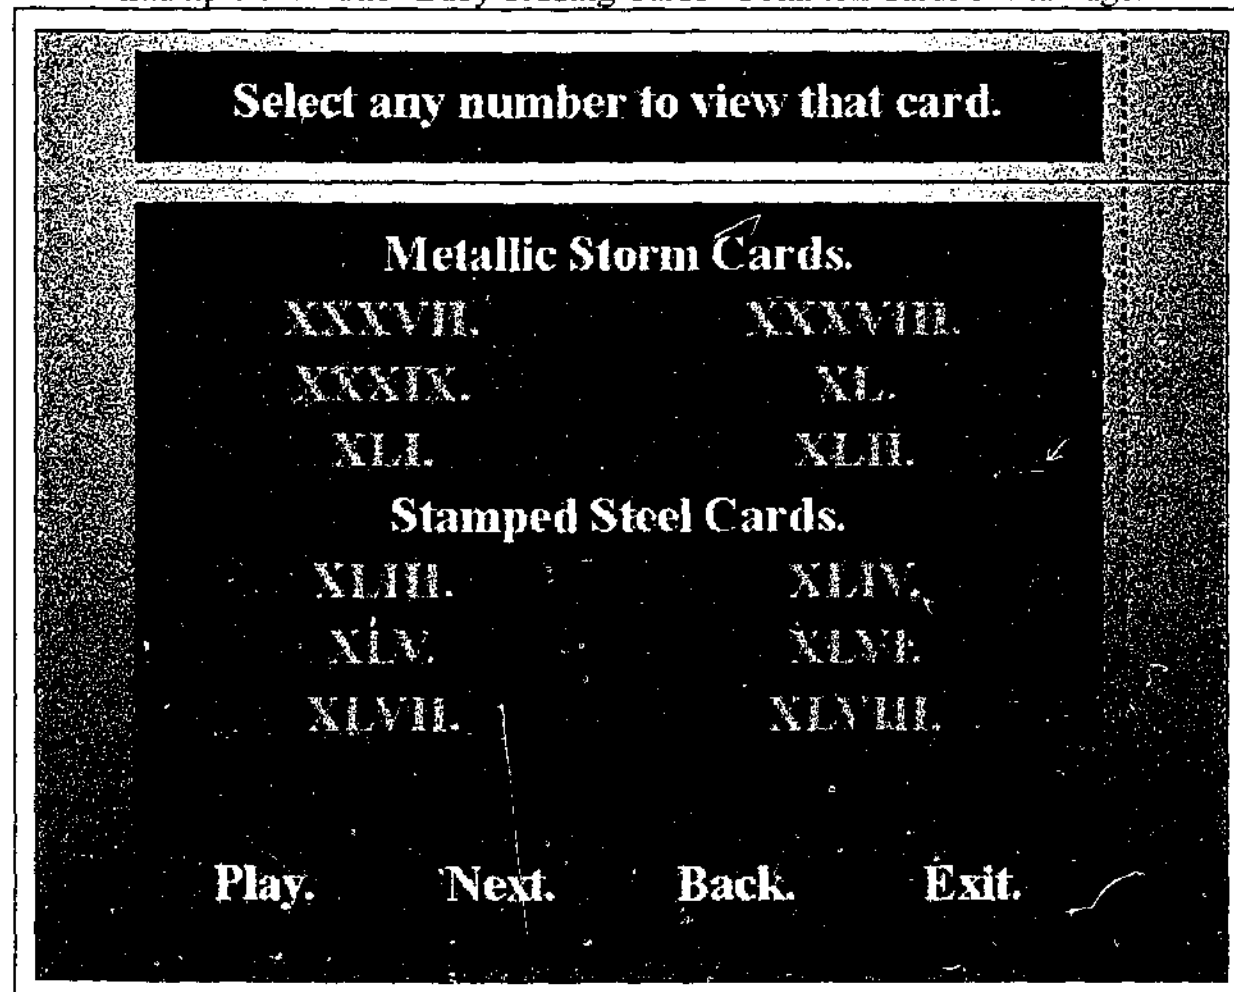 Select any number to view that card.
Metallic Storm Cards.
XXXVII. XXXVIII.
XXXIX. XL.
XLI. XLII.
Stamped Steel Cards.
XLIII. XLIV.
XLV. XLVI.
XLVII. XLVIII.
Play. Next. Back. Exit.